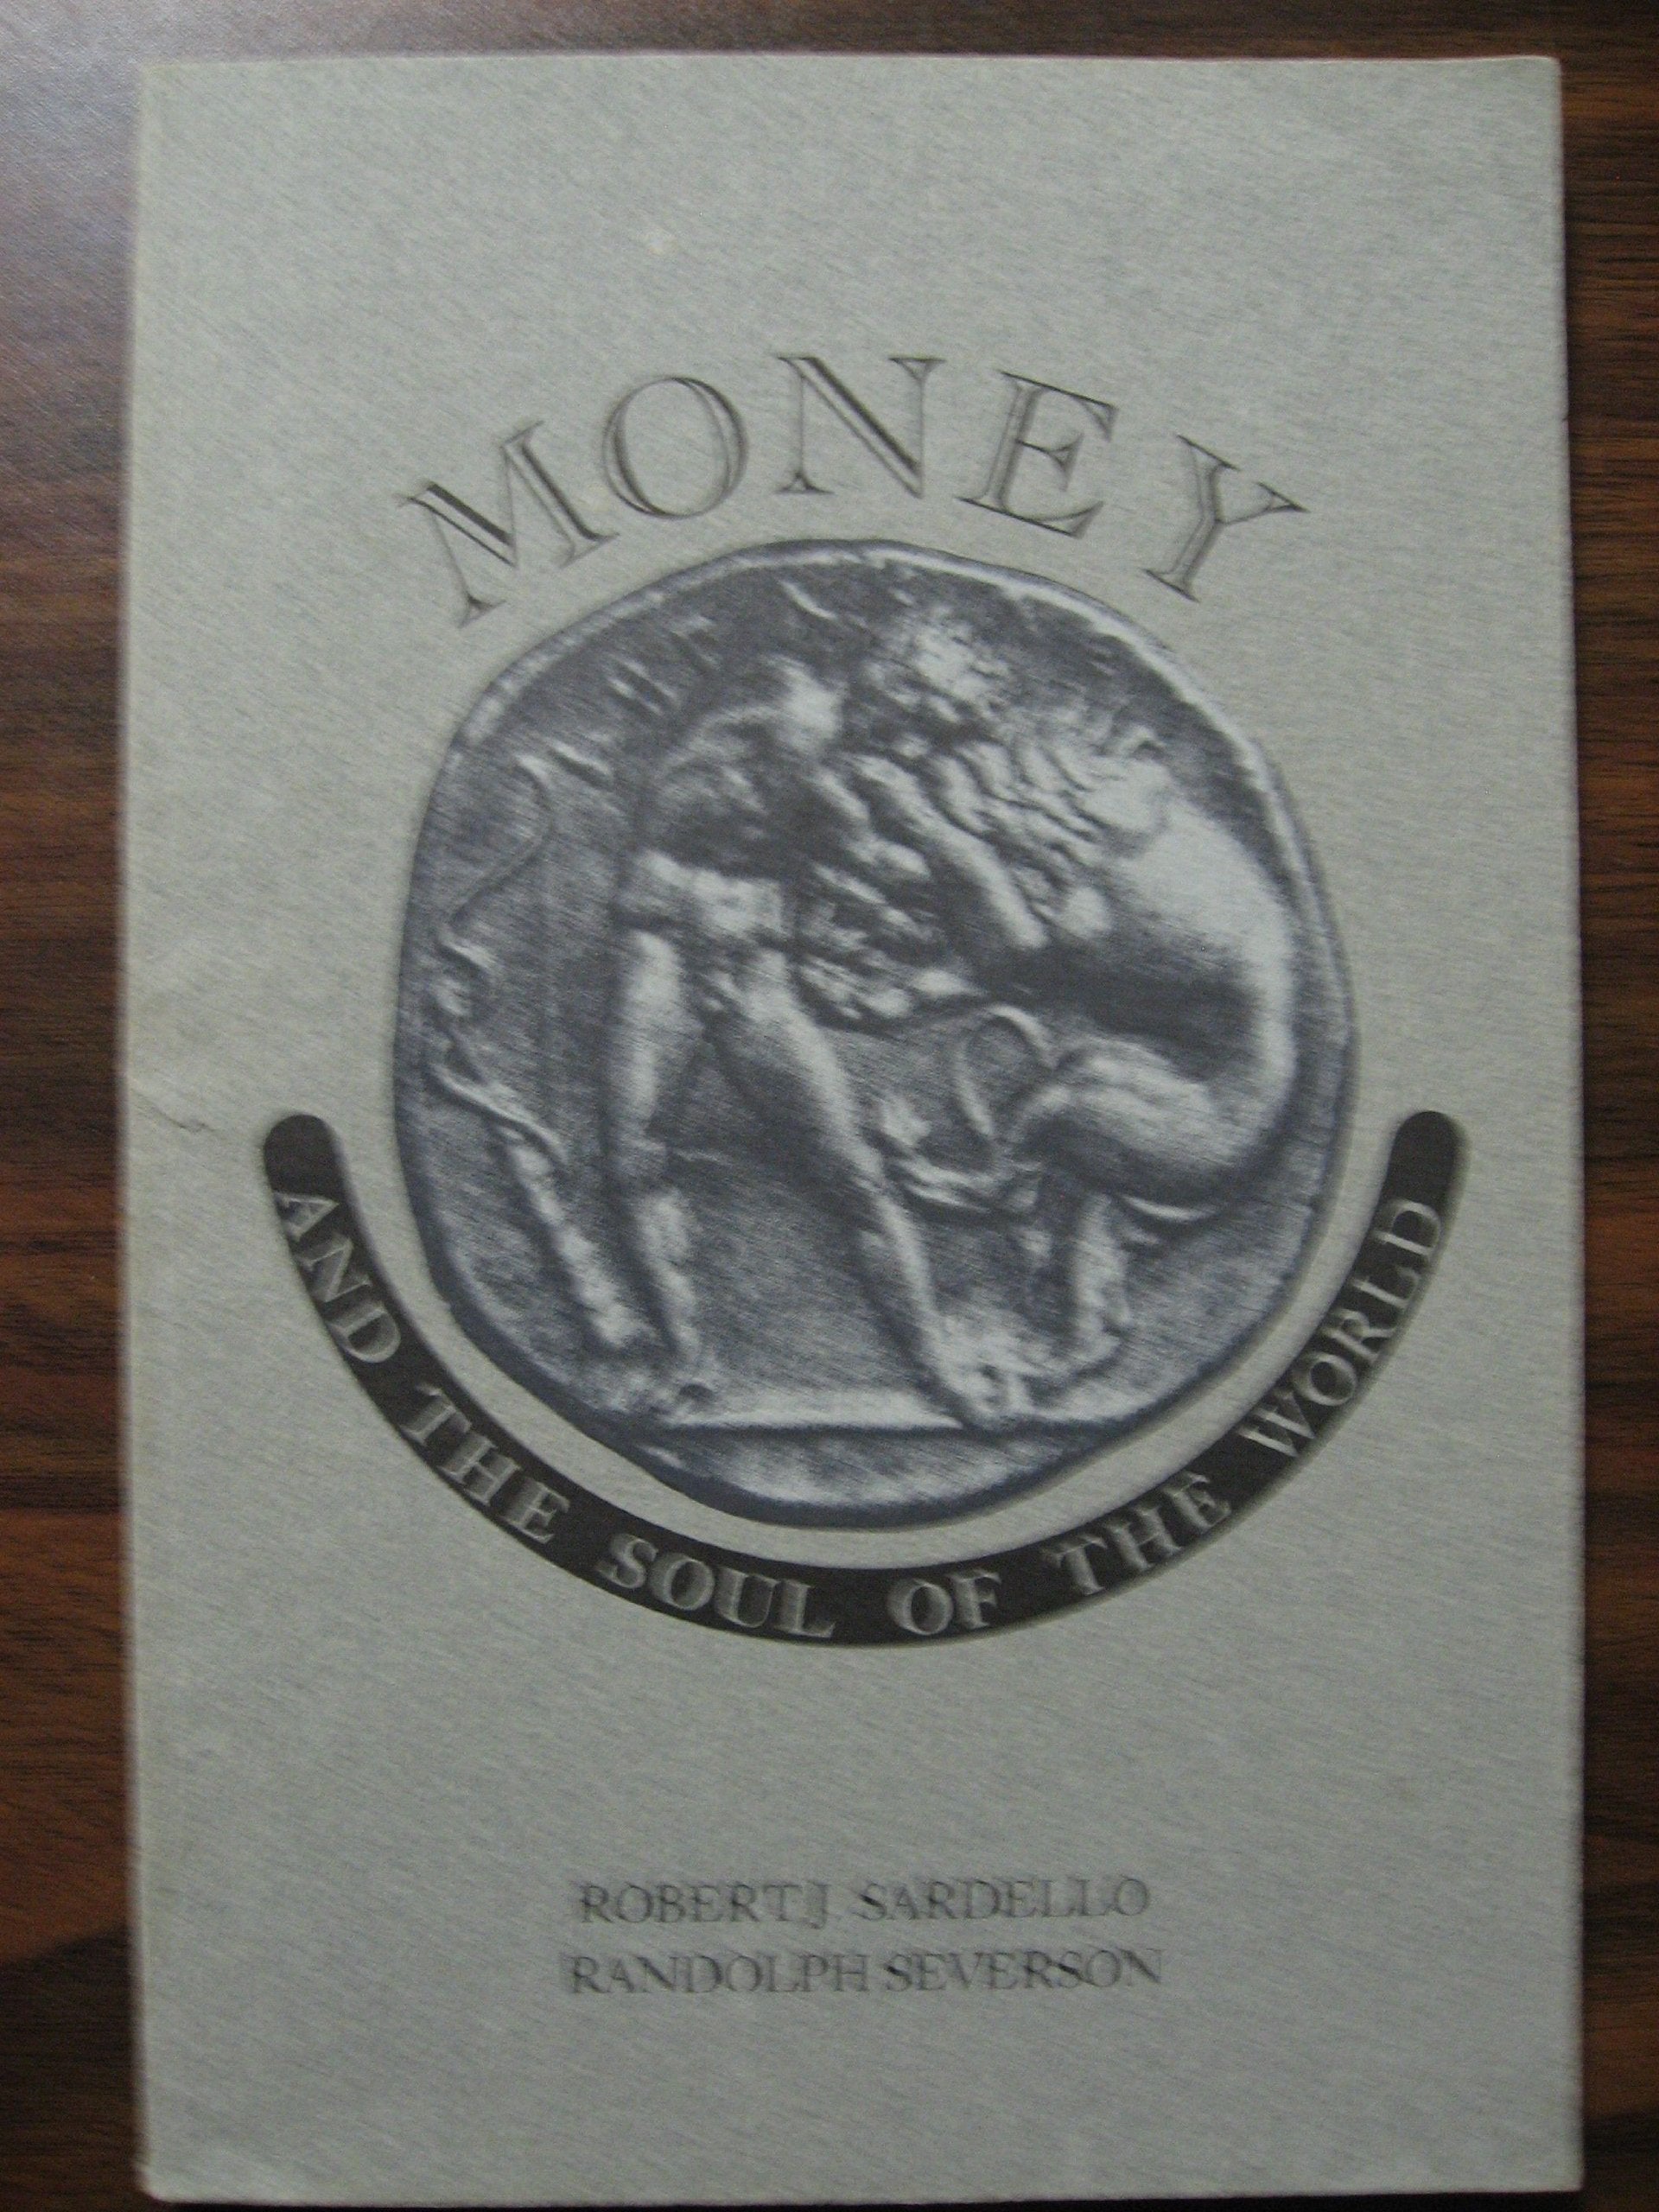 MONEY
AND THE SOUL OF THE WORLD
ROBERT J. SARDELLO
RANDOLPH SEVERSON